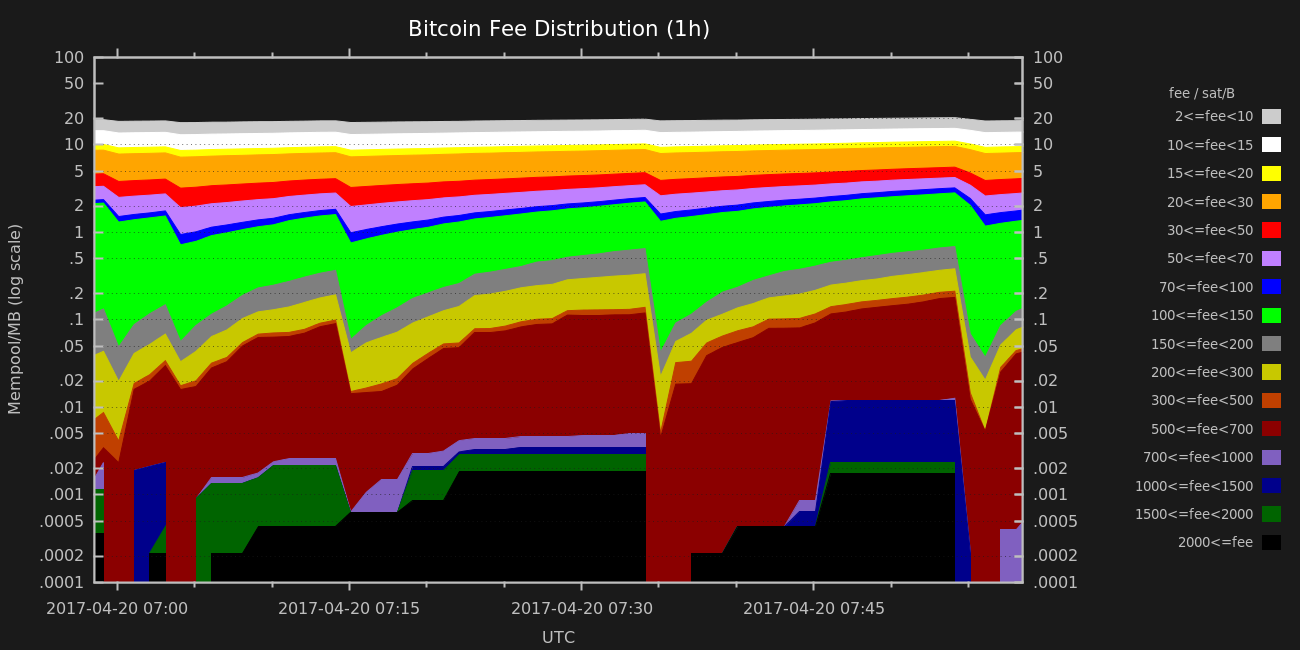 Bitcoin Fee Distribution (1h)
100
50
20
10
5
2
1
.5
.2
.1
.05
.02
.01
.005
.002
.001
.0005
.0002
.0001
Mempool/MB (log scale)
100
50
20
10
5
2
1
.5
.2
.1
.05
.02
.01
.005
.002
.001
.0005
.0002
.0001
2017-04-20 07:00
2017-04-20 07:15
2017-04-20 07:30
2017-04-20 07:45
UTC
fee / sat/B
2<=fee<10
10<=fee<15
15<=fee<20
20<=fee<30
30<=fee<50
50<=fee<70
70<=fee<100
100<=fee<150
150<=fee<200
200<=fee<300
300<=fee<500
500<=fee<700
700<=fee<1000
1000<=fee<1500
1500<=fee<2000
2000<=fee